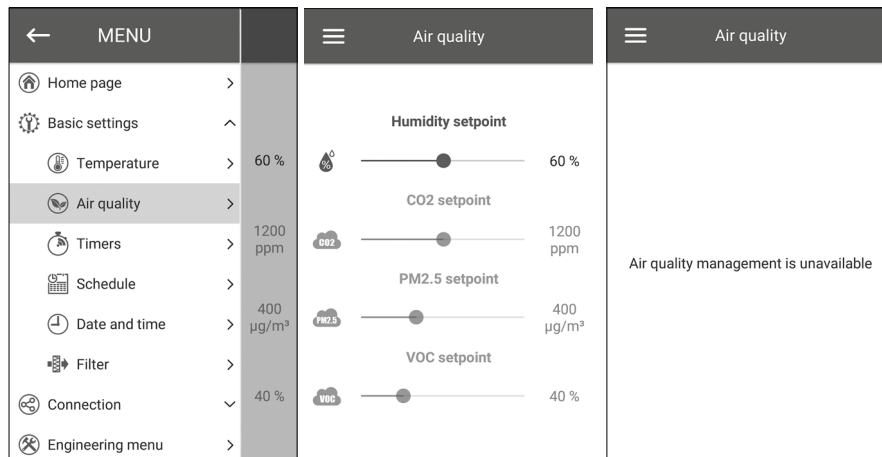 MENU
Home page
Basic settings
Temperature
60 %
Air quality
Timers
1200
ppm
Schedule
Date and time
400
µg/m³
Filter
Connection
40 %
Engineering menu
Air quality
Humidity setpoint
%
60 %
CO2 setpoint
CO2
1200
ppm
PM2.5 setpoint
PM2.5
400
µg/m³
VOC setpoint
VOC
40 %
Air quality
Air quality management is unavailable